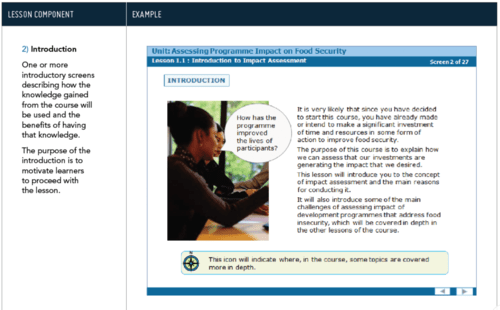 LESSON COMPONENT
EXAMPLE
2) Introduction
One or more
introductory screens
describing how the
knowledge gained
from the course will
be used and the
benefits of having
that knowledge.
The purpose of the
introduction is to
motivate learners
to proceed with
the lesson.
Unit: Assessing Programme Impact on Food Security
Lesson 1.1 : Introduction to Impact Assessment
Screen 2 of 27
INTRODUCTION
How has the
programme
improved
the lives of
participants?
It is very likely that since you have decided
to start this course, you have already made
or intend to make a significant investment
of time and resources in some form of
action to improve food security.
The purpose of this course is to explain how
we can assess that our investments are
generating the impact that we desired.
This lesson will introduce you to the concept
of impact assessment and the main reasons
for conducting it.
It will also introduce some of the main
challenges of assessing impact of
development programmes that address food
insecurity, which will be covered in depth in
the other lessons of the course.
This icon will indicate where, in the course, some topics are covered
more in depth.